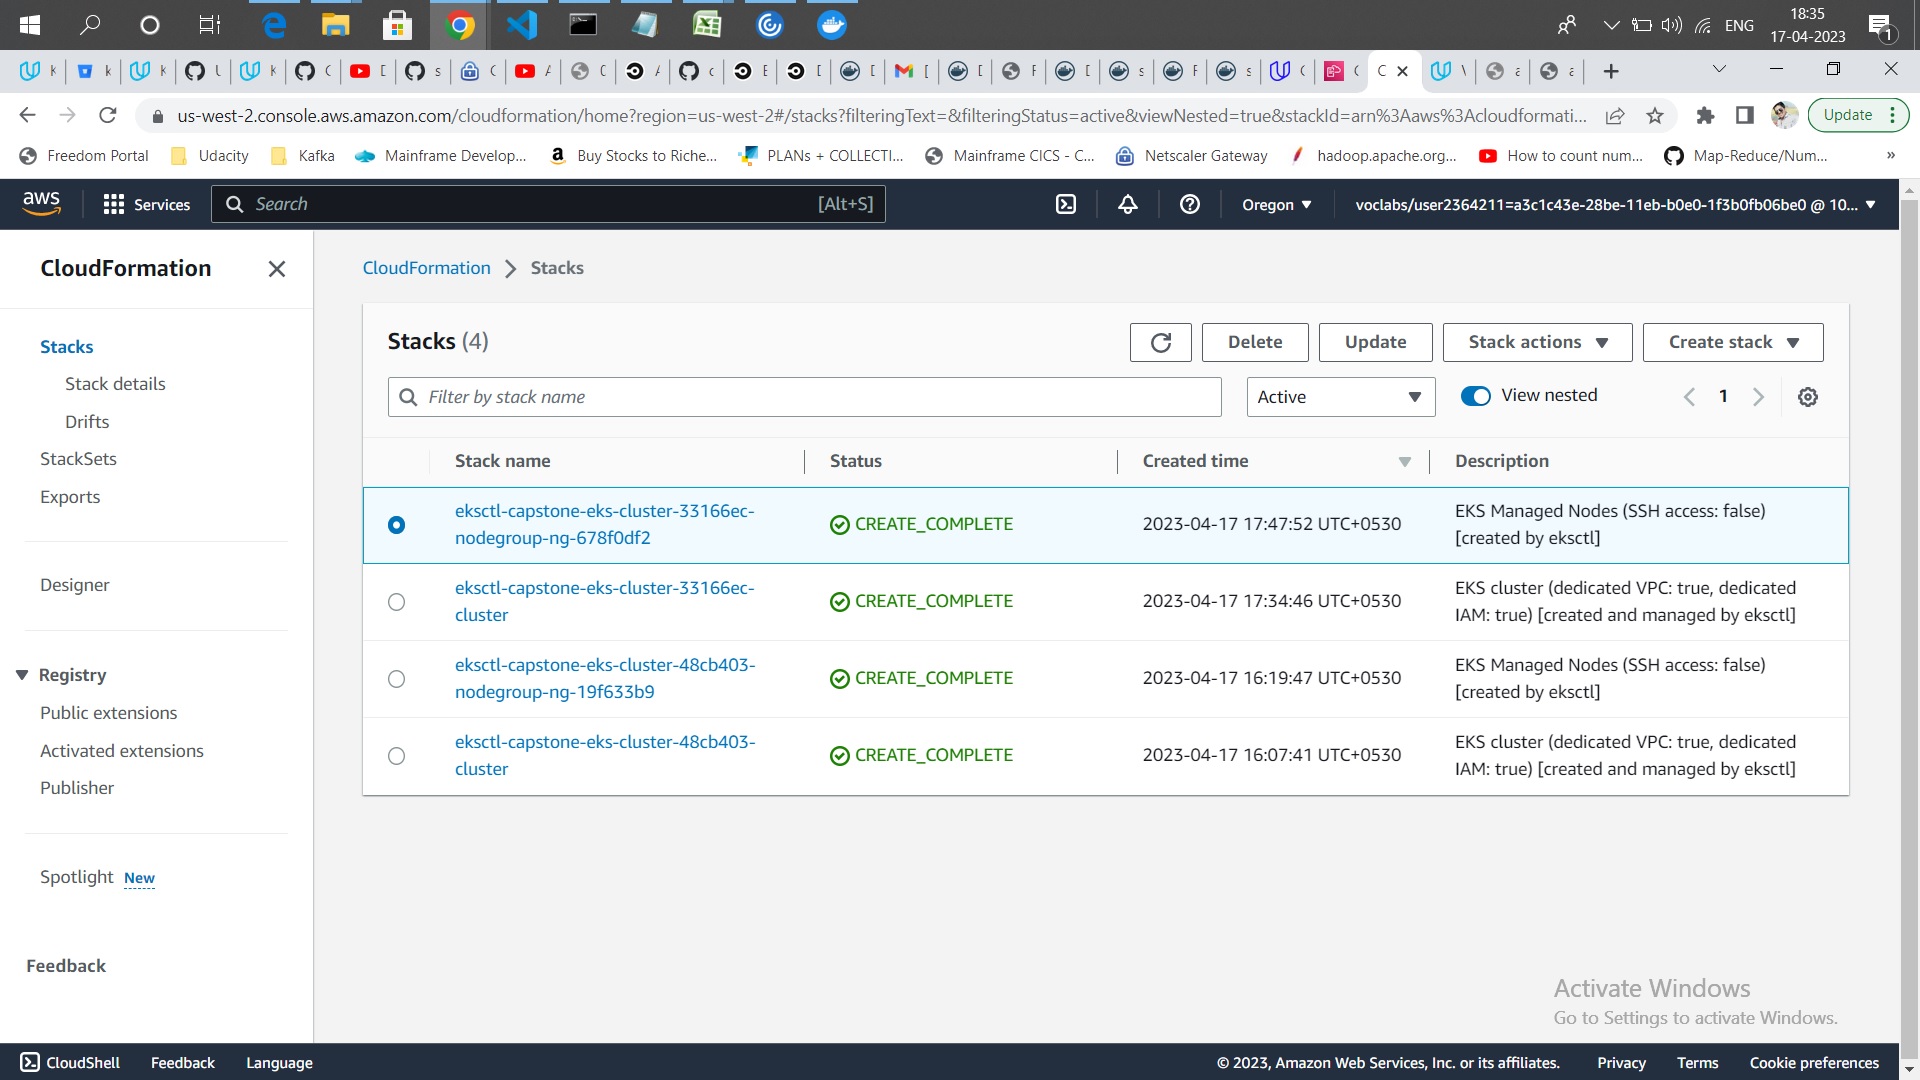 ENG
18:35
17-04-2023
1
us-west-2.console.aws.amazon.com/cloudformation/home?region=us-west-2#/stacks?filteringText=&filteringStatus=active&viewNested=true&stackId=arn%3Aaws%3Acloudformati...
Update
Freedom Portal
Udacity
Kafka
Mainframe Develop...
Buy Stocks to Riche...
PLANs + COLLECTI...
Mainframe CICS - C...
Netscaler Gateway
hadoop.apache.org...
How to count num...
Map-Reduce/Num...
»
aws
Services
Search
[Alt+S]
Oregon
voclabs/user2364211=a3c1c43e-28be-11eb-b0e0-1f3b0fb06be0 @ 10...
CloudFormation
Stacks
Stack details
Drifts
StackSets
Exports
Designer
Registry
Public extensions
Activated extensions
Publisher
Spotlight New
Feedback
CloudFormation
Stacks
Stacks (4)
Delete
Update
Stack actions
Create stack
Filter by stack name
Active
View nested
1
Stack name
Status
Created time
Description
eksctl-capstone-eks-cluster-33166ec-
nodegroup-ng-678f0df2
CREATE_COMPLETE
2023-04-17 17:47:52 UTC+0530
EKS Managed Nodes (SSH access: false)
[created by eksctl]
eksctl-capstone-eks-cluster-33166ec-
cluster
CREATE_COMPLETE
2023-04-17 17:34:46 UTC+0530
EKS cluster (dedicated VPC: true, dedicated
IAM: true) [created and managed by eksctl]
eksctl-capstone-eks-cluster-48cb403-
nodegroup-ng-19f633b9
CREATE_COMPLETE
2023-04-17 16:19:47 UTC+0530
EKS Managed Nodes (SSH access: false)
[created by eksctl]
eksctl-capstone-eks-cluster-48cb403-
cluster
CREATE_COMPLETE
2023-04-17 16:07:41 UTC+0530
EKS cluster (dedicated VPC: true, dedicated
IAM: true) [created and managed by eksctl]
Activate Windows
Go to Settings to activate Windows.
CloudShell
Feedback
Language
© 2023, Amazon Web Services, Inc. or its affiliates.
Privacy
Terms
Cookie preferences